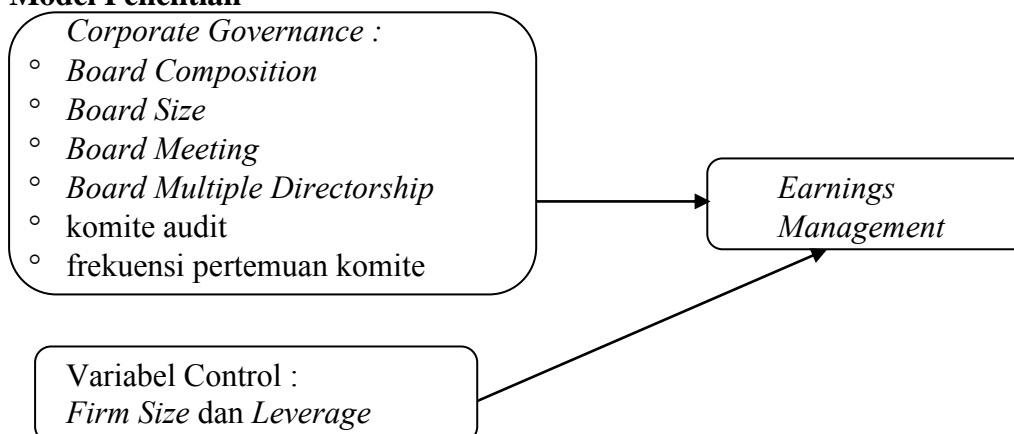 Model Penelitian
Corporate Governance :
° Board Composition
° Board Size
° Board Meeting
° Board Multiple Directorship
° komite audit
° frekuensi pertemuan komite
Earnings
Management
Variabel Control :
Firm Size dan Leverage